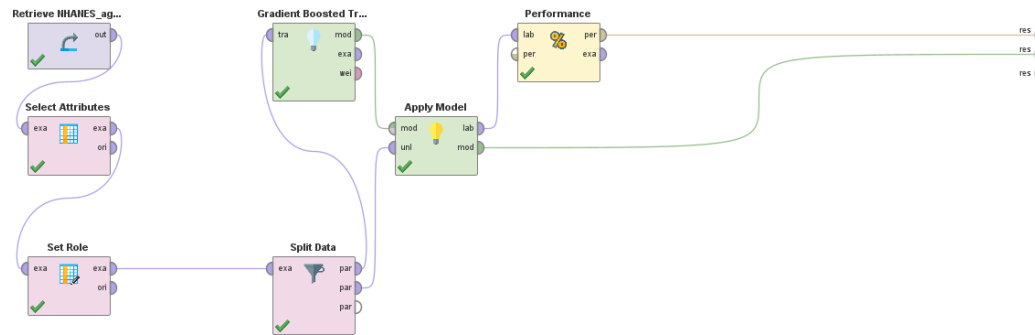 Retrieve NHANES_ag...
out
Gradient Boosted Tr...
tra
mod
exa
wei
Performance
lab
per
per
exa
res
res
res
Select Attributes
exa
exa
ori
Apply Model
mod
lab
unl
mod
Set Role
exa
exa
ori
Split Data
exa
par
par
par